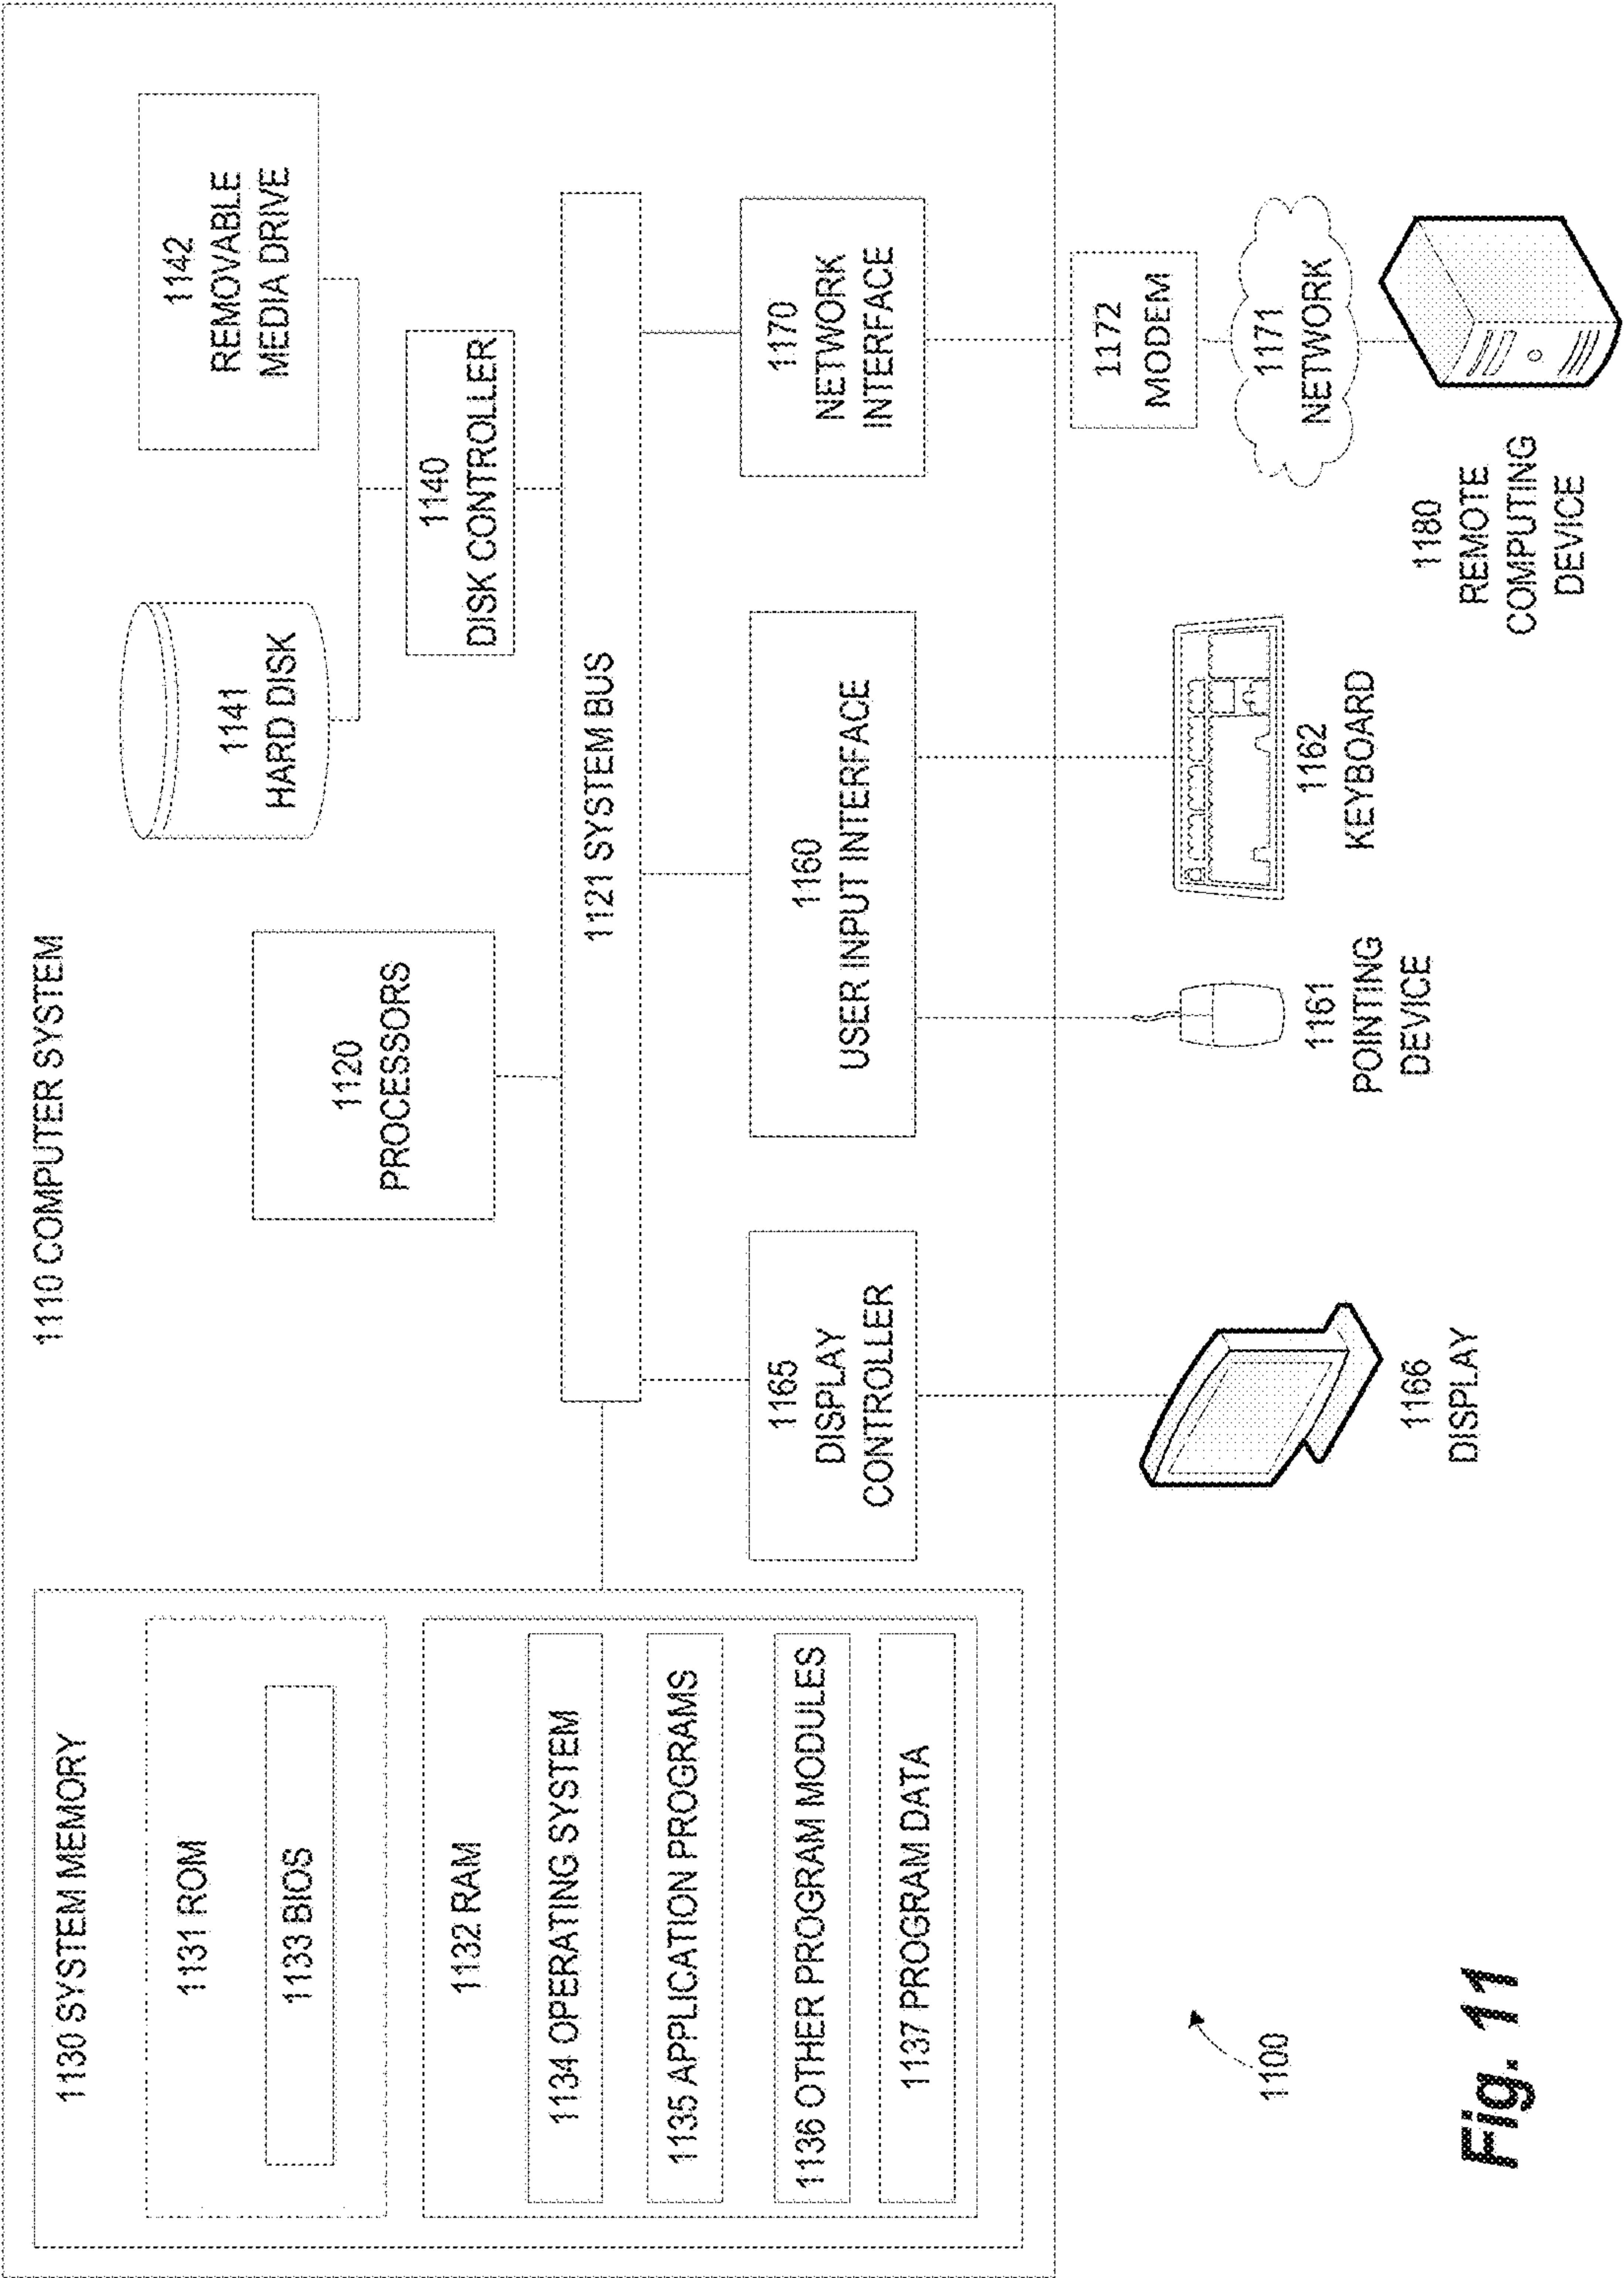 1110 COMPUTER SYSTEM
1130 SYSTEM MEMORY
1131 ROM
1133 BIOS
1132 RAM
1134 OPERATING SYSTEM
1135 APPLICATION PROGRAMS
1136 OTHER PROGRAM MODULES
1137 PROGRAM DATA
1120
PROCESSORS
1141
HARD DISK
1142
REMOVABLE
MEDIA DRIVE
1140
DISK CONTROLLER
1121 SYSTEM BUS
1165
DISPLAY
CONTROLLER
1160
USER INPUT INTERFACE
1170
NETWORK
INTERFACE
1172
MODEM
1171
NETWORK
1166
DISPLAY
1161
POINTING
DEVICE
1162
KEYBOARD
1180
REMOTE
COMPUTING
DEVICE
1100
Fig. 11